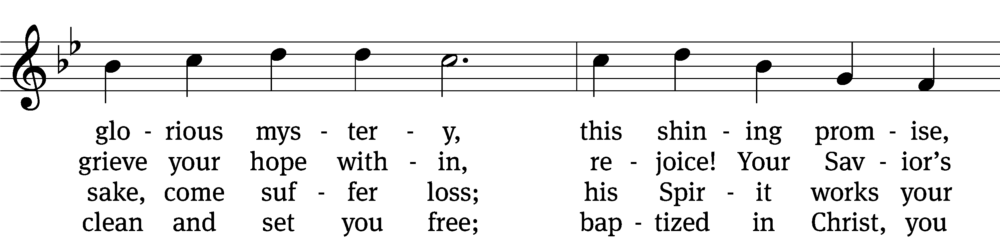 glo - rious mys - ter - y, this shin - ing prom - ise,
grieve your hope with - in, re - joice! Your Sav - ior’s
sake, come suf - fer loss; his Spir - it works your
clean and set you free; bap - tized in Christ, you